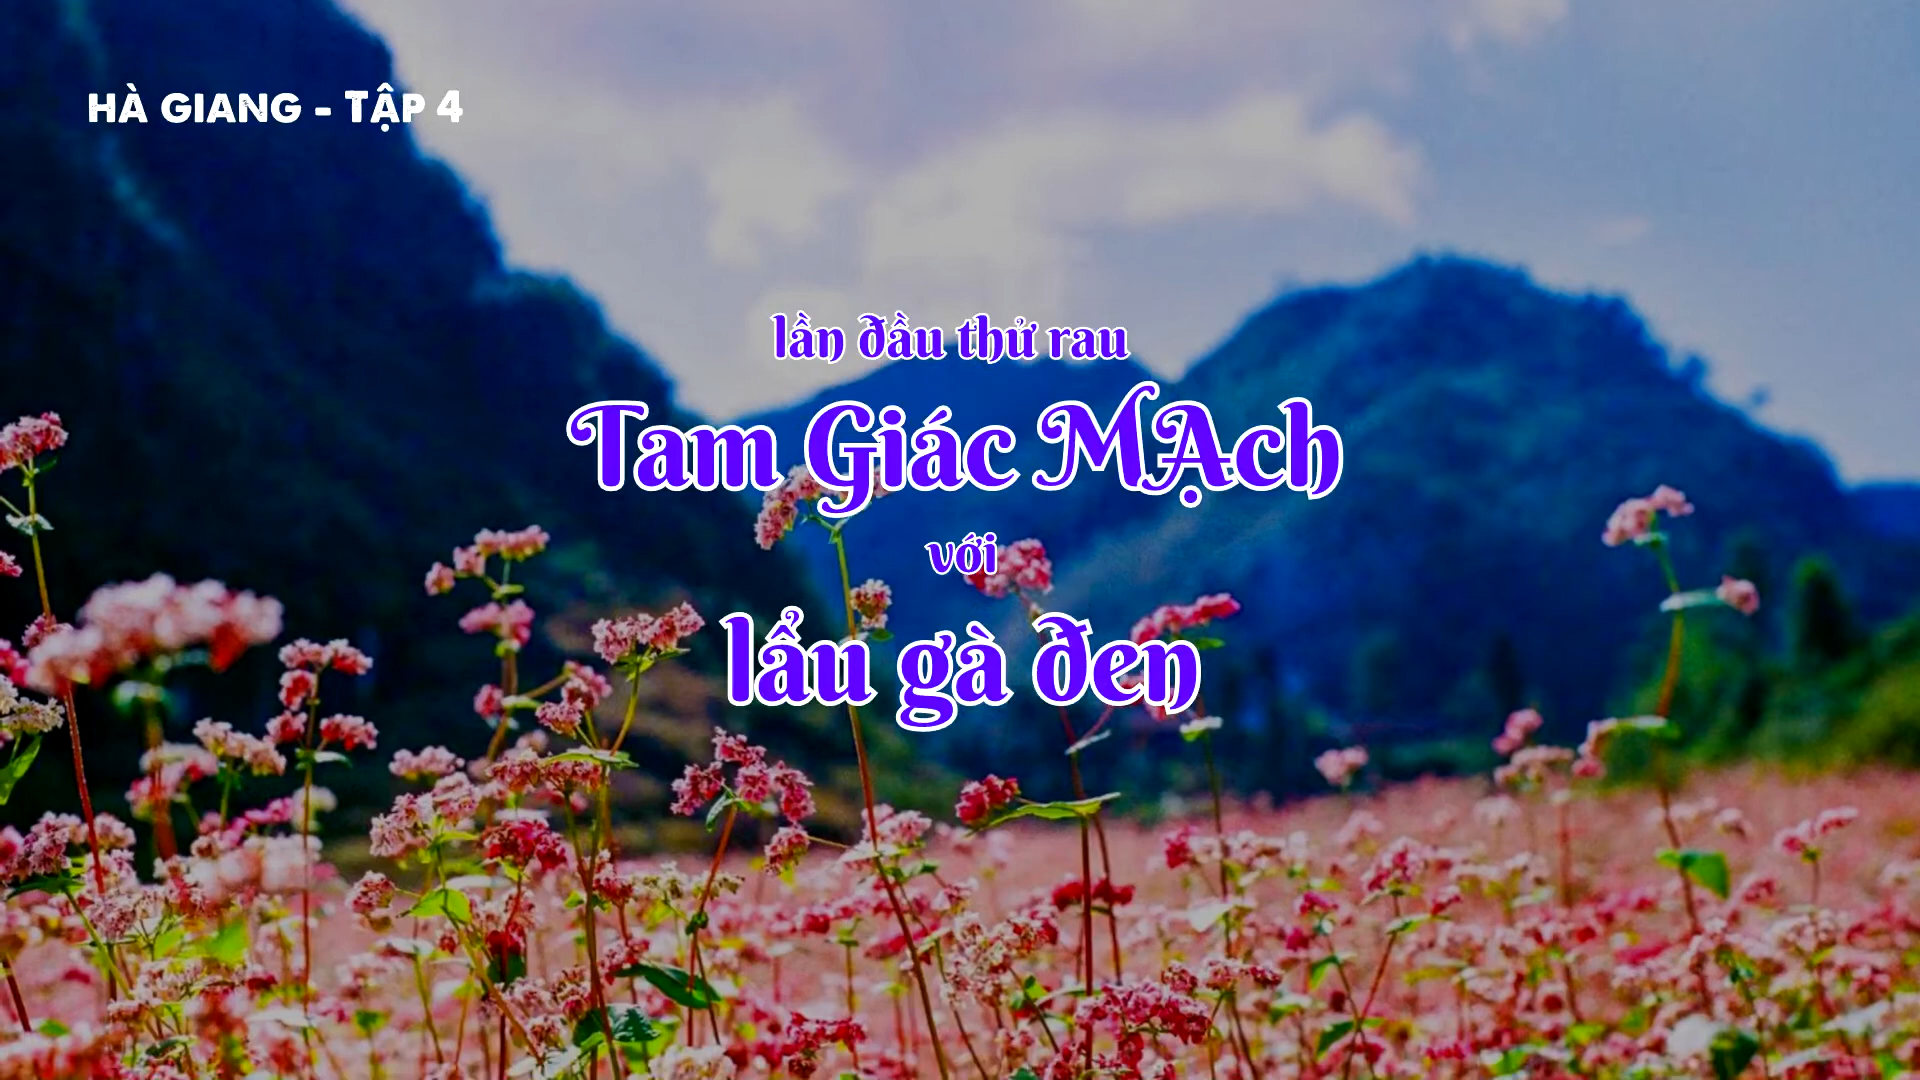 HÀ GIANG - TẬP 4
lần đầu thử rau
Tam Giác MẠch
với
lẩu gà đen